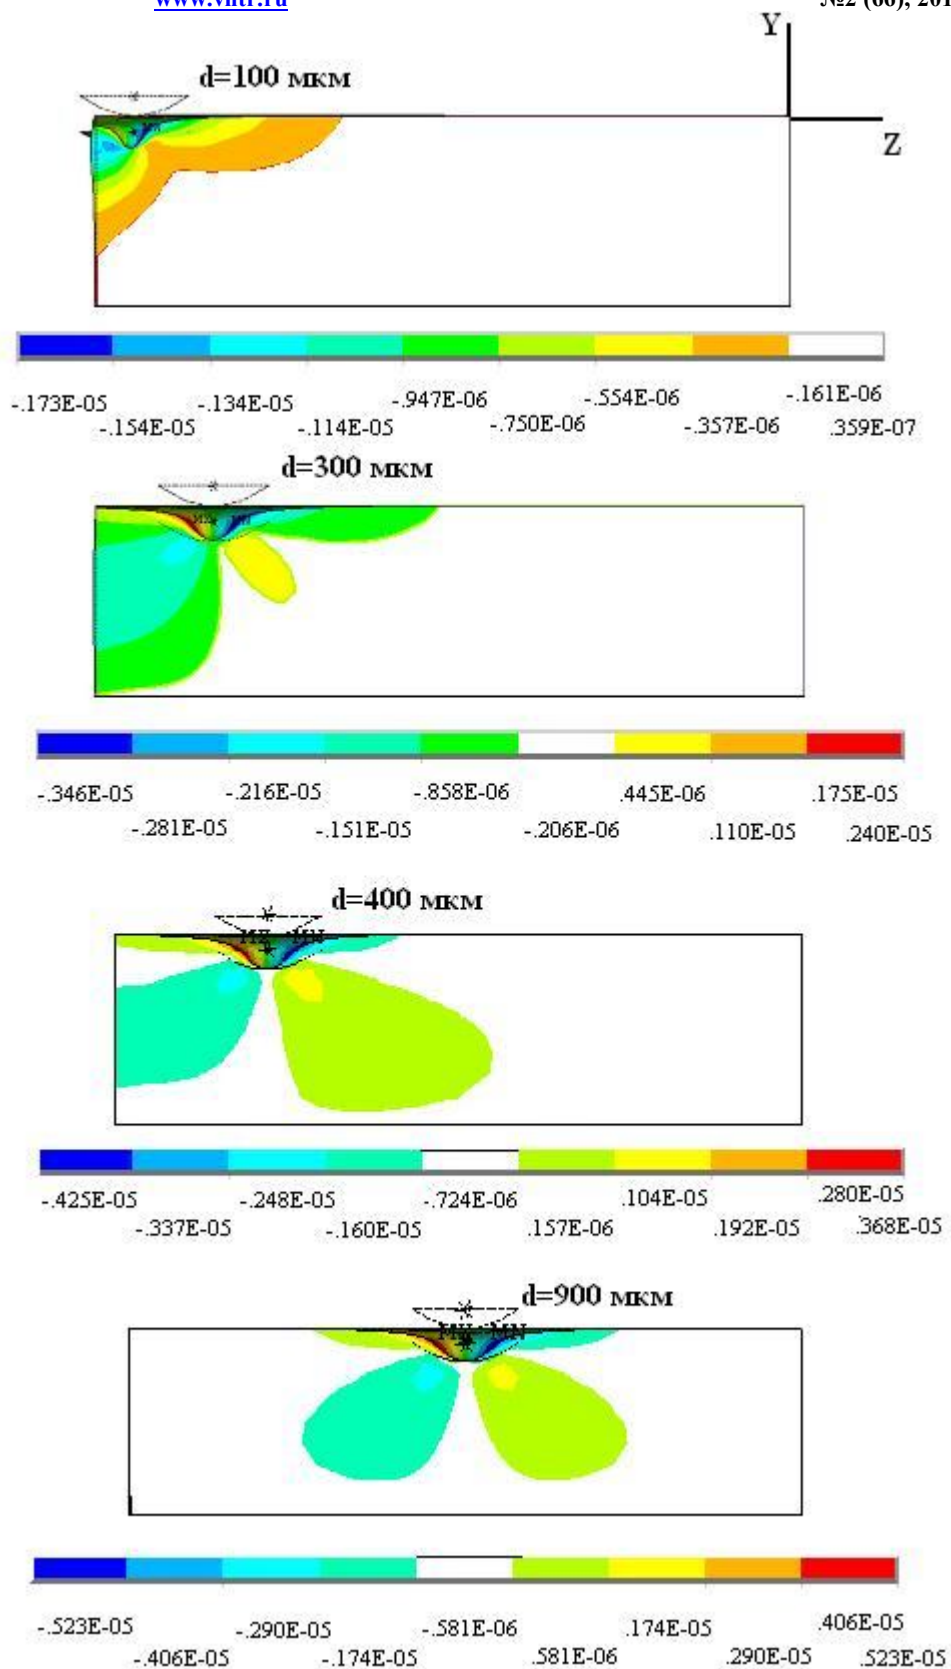 www.vntr.ru
№2 (66), 201
Y
d=100 мкм
Z
-.173E-05 -.134E-05 -.947E-06 -.554E-06 -.161E-06
-.154E-05 -.114E-05 -.750E-06 -.357E-06 .359E-07
d=300 мкм
-.346E-05 -.216E-05 -.858E-06 .445E-06 .175E-05
-.281E-05 -.151E-05 -.206E-06 .110E-05 .240E-05
d=400 мкм
MX MN
-.425E-05 -.248E-05 -.724E-06 .104E-05 .280E-05
-.337E-05 -.160E-05 .157E-06 .192E-05 .368E-05
d=900 мкм
MX MN
-.523E-05 -.290E-05 -.581E-06 .174E-05 .406E-05
-.406E-05 -.174E-05 .581E-06 .290E-05 .523E-05